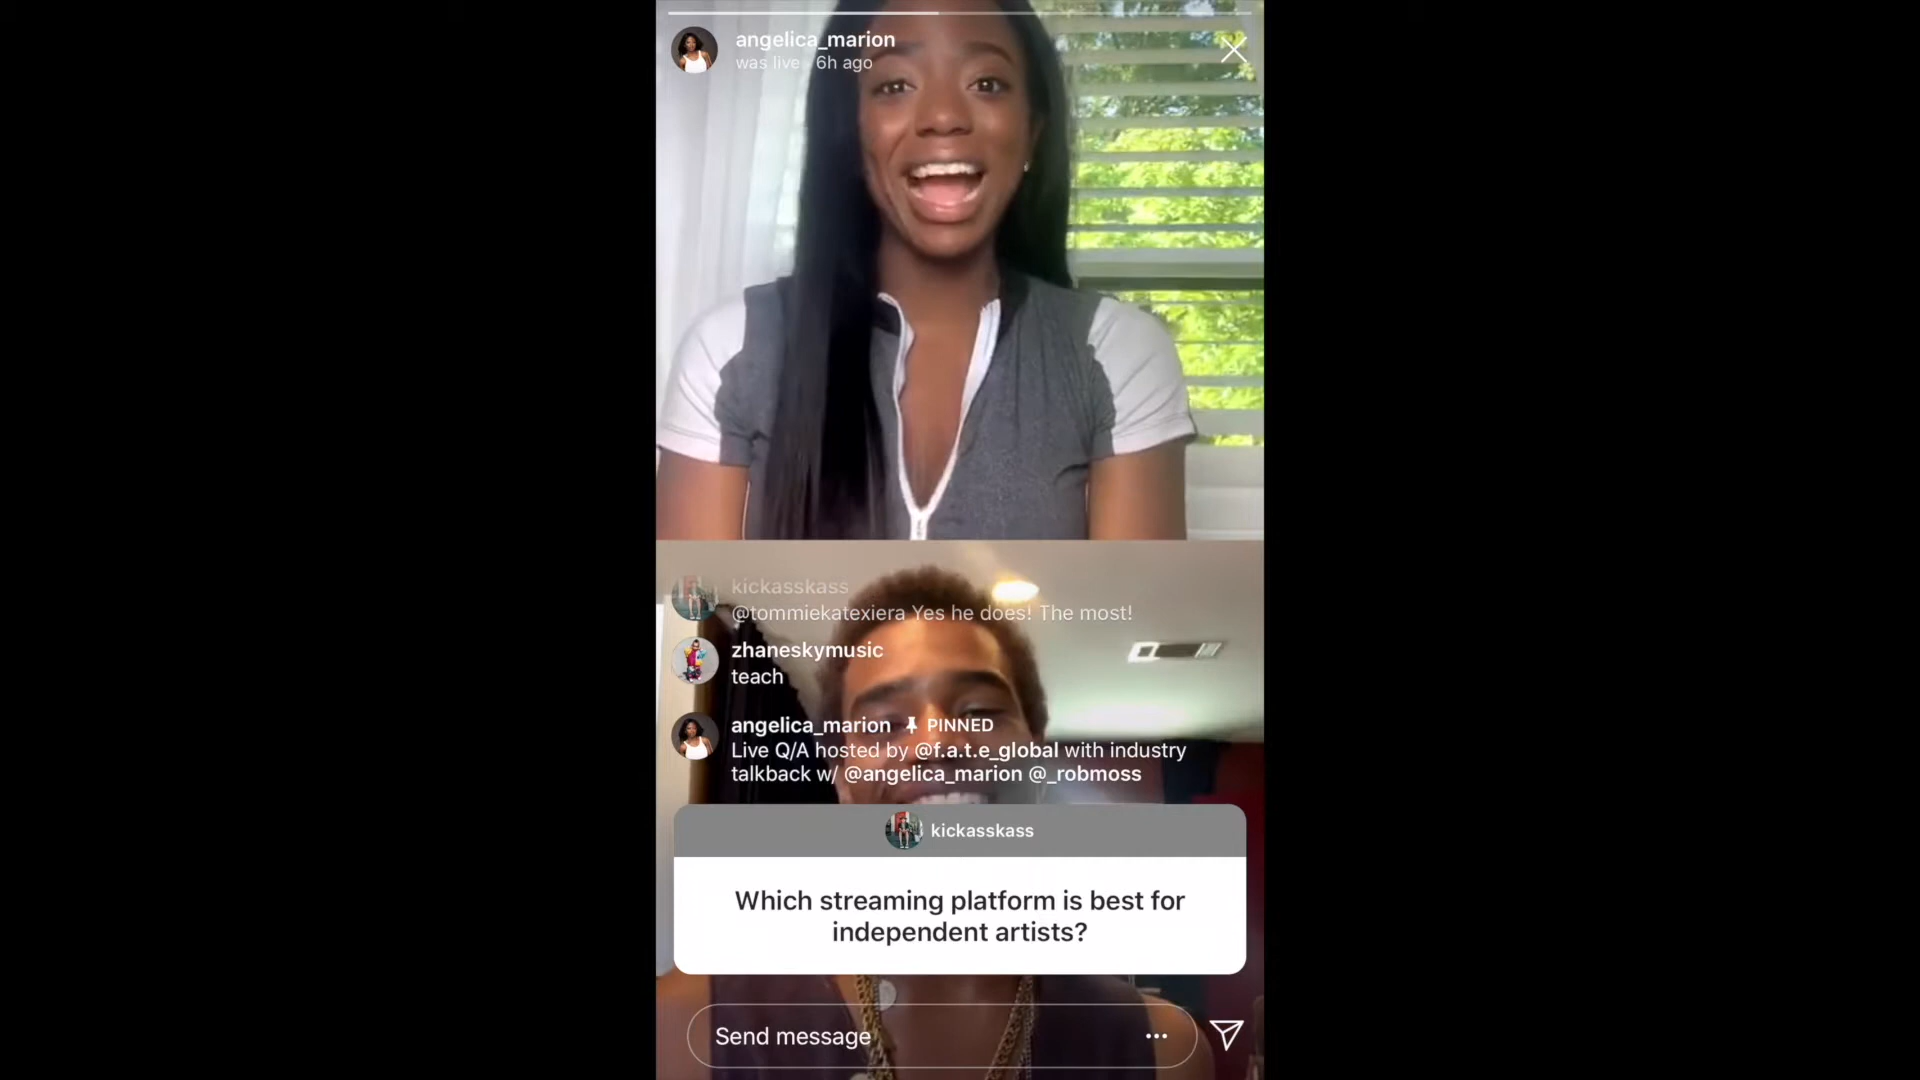 angelica_marion
was live · 6h ago
kickasskass
@tommiekatexiera Yes he does! The most!
zhaneskymusic
teach
angelica_marion PINNED
Live Q/A hosted by @f.a.t.e_global with industry
talkback w/ @angelica_marion @_robmoss
kickasskass
Which streaming platform is best for
independent artists?
Send message